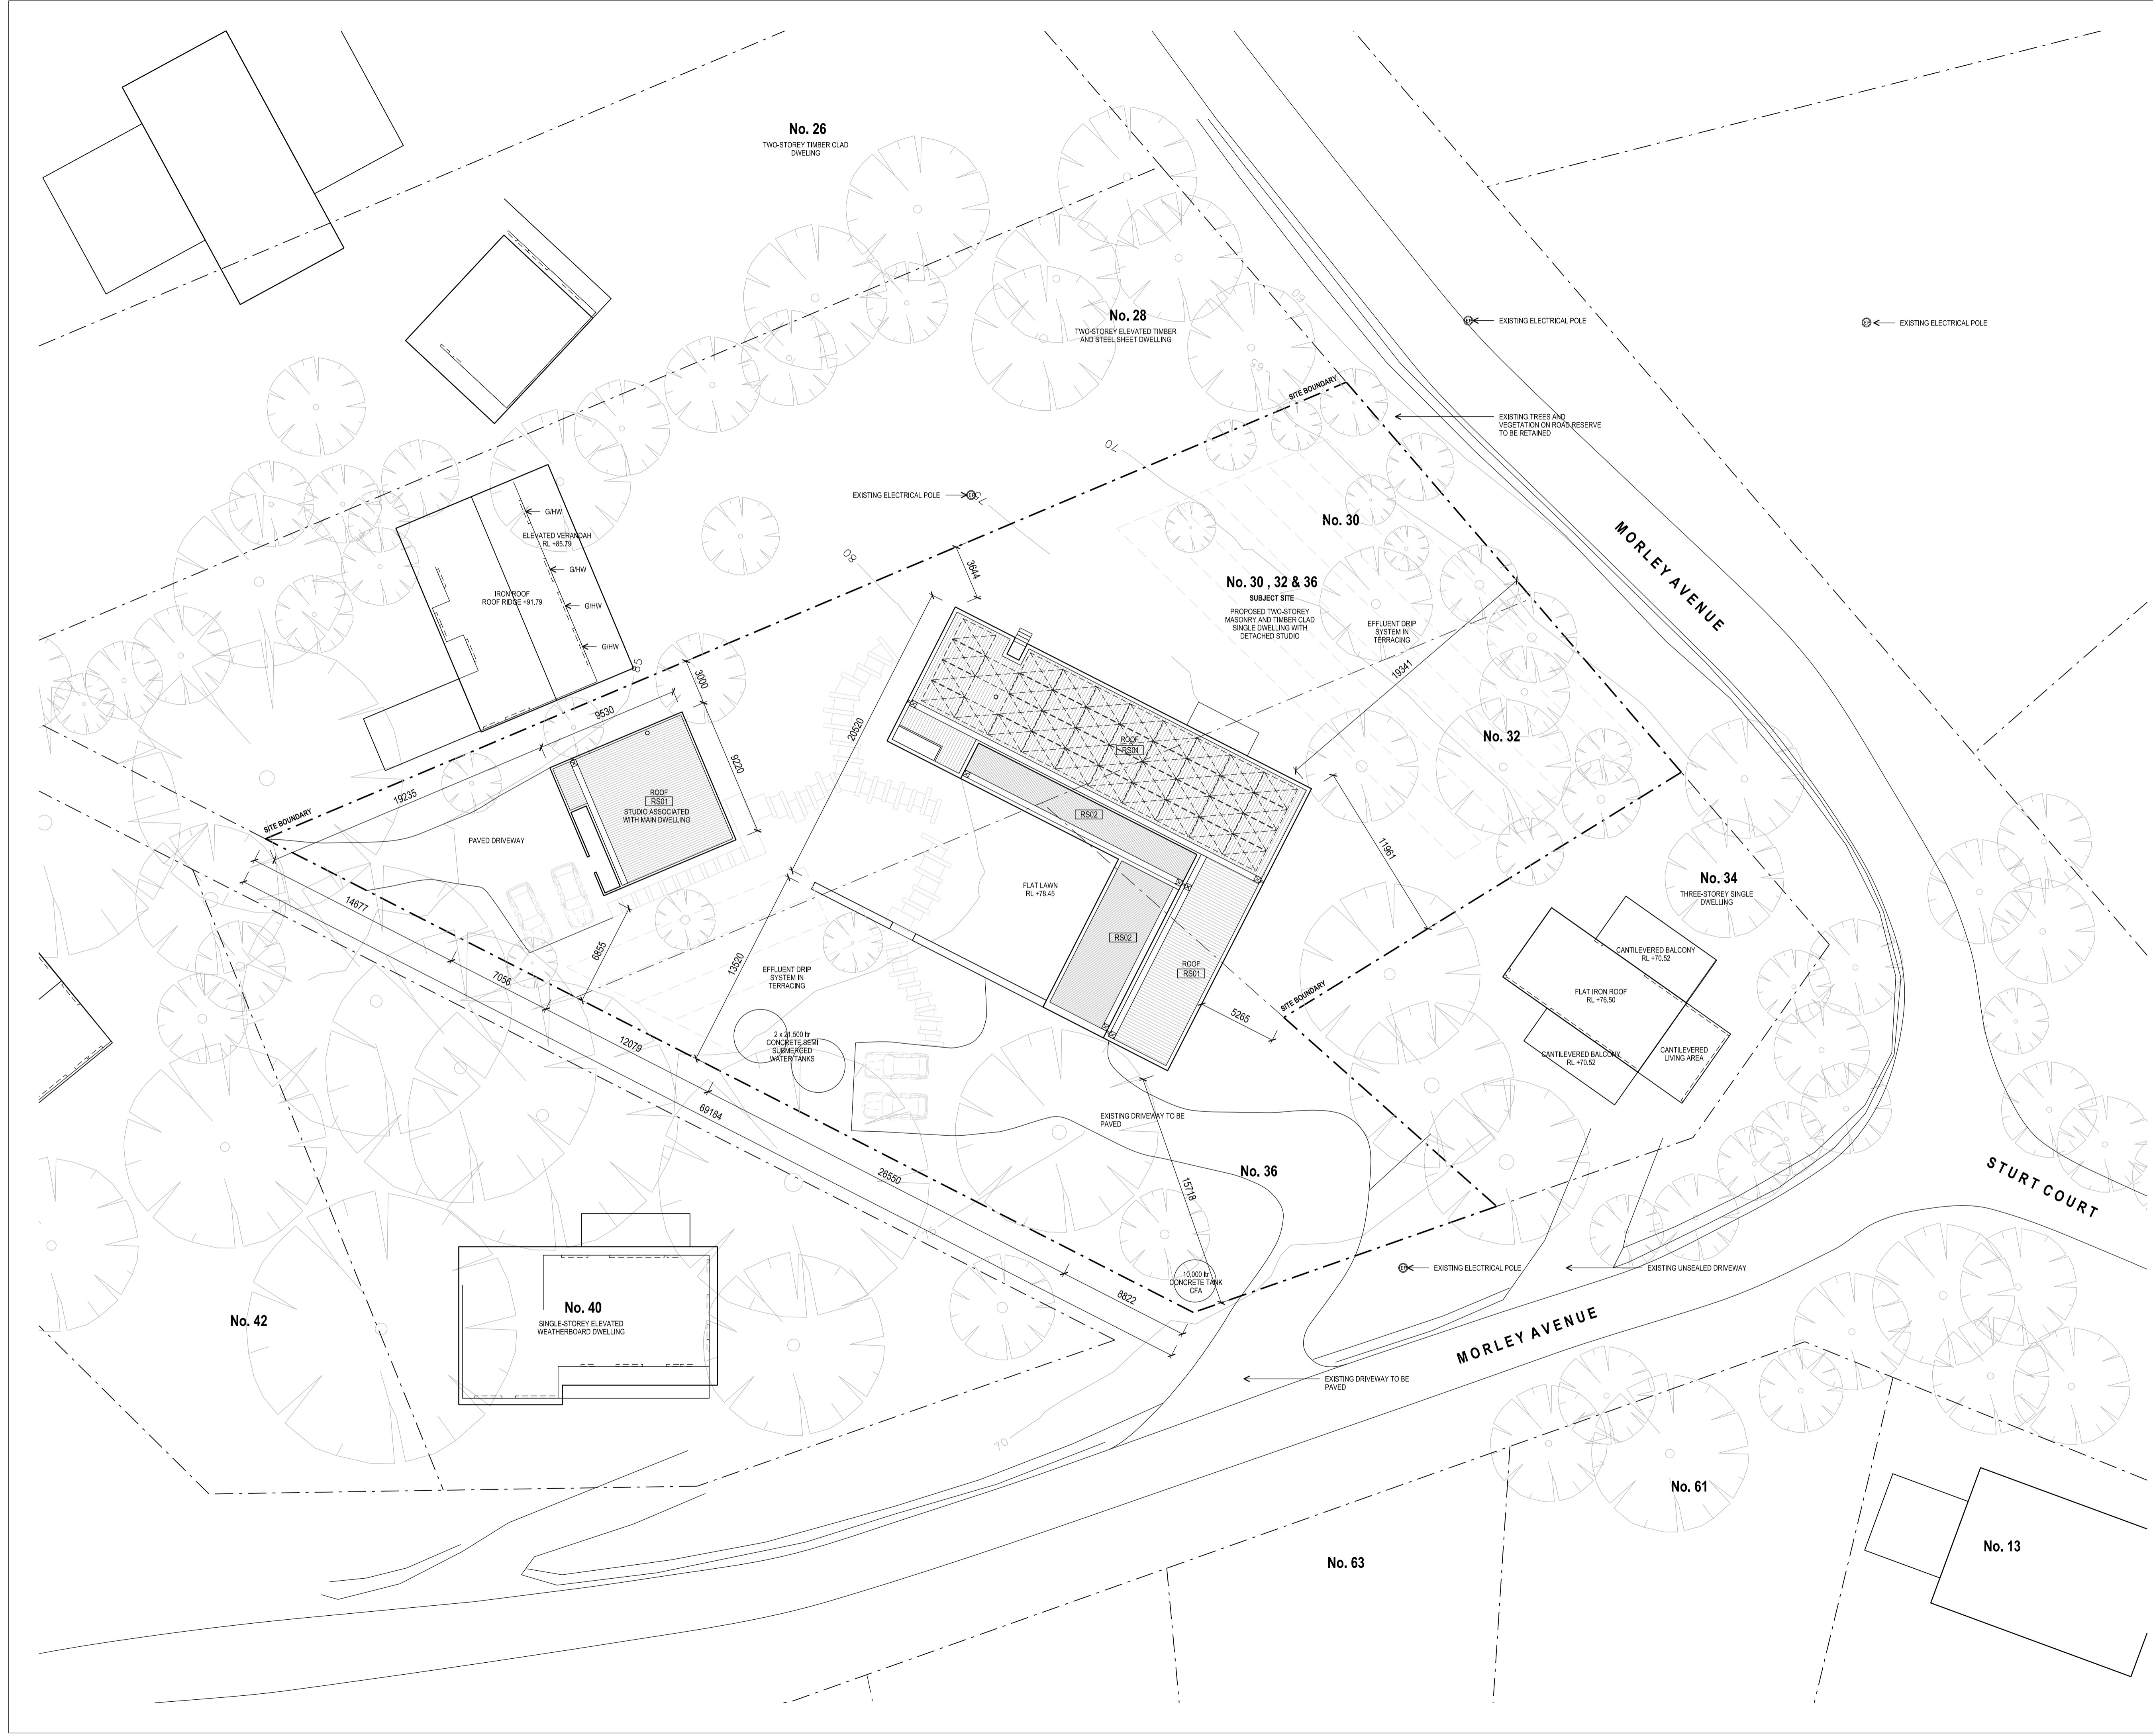 No. 26
TWO-STOREY TIMBER CLAD
DWELING
No. 28
TWO-STOREY ELEVATED TIMBER
AND STEEL SHEET DWELLING
60
65
EXISTING ELECTRICAL POLE
EXISTING ELECTRICAL POLE
SITE BOUNDARY
EXISTING TREES AND
VEGETATION ON ROAD RESERVE
TO BE RETAINED
70
EXISTING ELECTRICAL POLE
75
G/HW
ELEVATED VERANDAH
RL +85.79
G/HW
IRON ROOF
ROOF RIDGE +91.79
G/HW
G/HW
80
85
3644
No. 30
MORLEY AVENUE
No. 30 , 32 & 36
SUBJECT SITE
PROPOSED TWO-STOREY
MASONRY AND TIMBER CLAD
SINGLE DWELLING WITH
DETACHED STUDIO
EFFLUENT DRIP
SYSTEM IN
TERRACING
19341
3000
9530
20520
9220
19235
ROOF
RS01
STUDIO ASSOCIATED
WITH MAIN DWELLING
ROOF
RS01
No. 32
SITE BOUNDARY
PAVED DRIVEWAY
RS02
11961
FLAT LAWN
RL +78.45
No. 34
THREE-STOREY SINGLE
DWELLING
14677
6855
7056
13520
RS02
ROOF
RS01
EFFLUENT DRIP
SYSTEM IN
TERRACING
CANTILEVERED BALCONY
RL +70.52
FLAT IRON ROOF
RL +76.50
SITE BOUNDARY
5265
12079
2 x 21,500 ltr
CONCRETE SEMI
SUBMERGED
WATER TANKS
CANTILEVERED BALCONY
RL +70.52
CANTILEVERED
LIVING AREA
69184
EXISTING DRIVEWAY TO BE
PAVED
26550
No. 36
15718
STURT COURT
10,000 ltr
CONCRETE TANK
CFA
8822
EXISTING ELECTRICAL POLE
EXISTING UNSEALED DRIVEWAY
No. 42
No. 40
SINGLE-STOREY ELEVATED
WEATHERBOARD DWELLING
MORLEY AVENUE
EXISTING DRIVEWAY TO BE
PAVED
70
No. 61
No. 63
No. 13